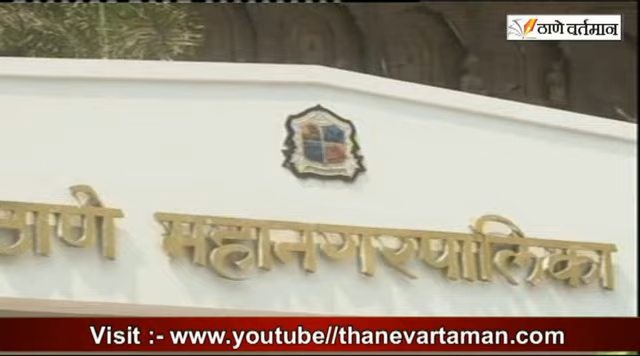 ठाणे वर्तमान
ठाणे महानगरपालिका
Visit :- www.youtube//thanevartaman.com